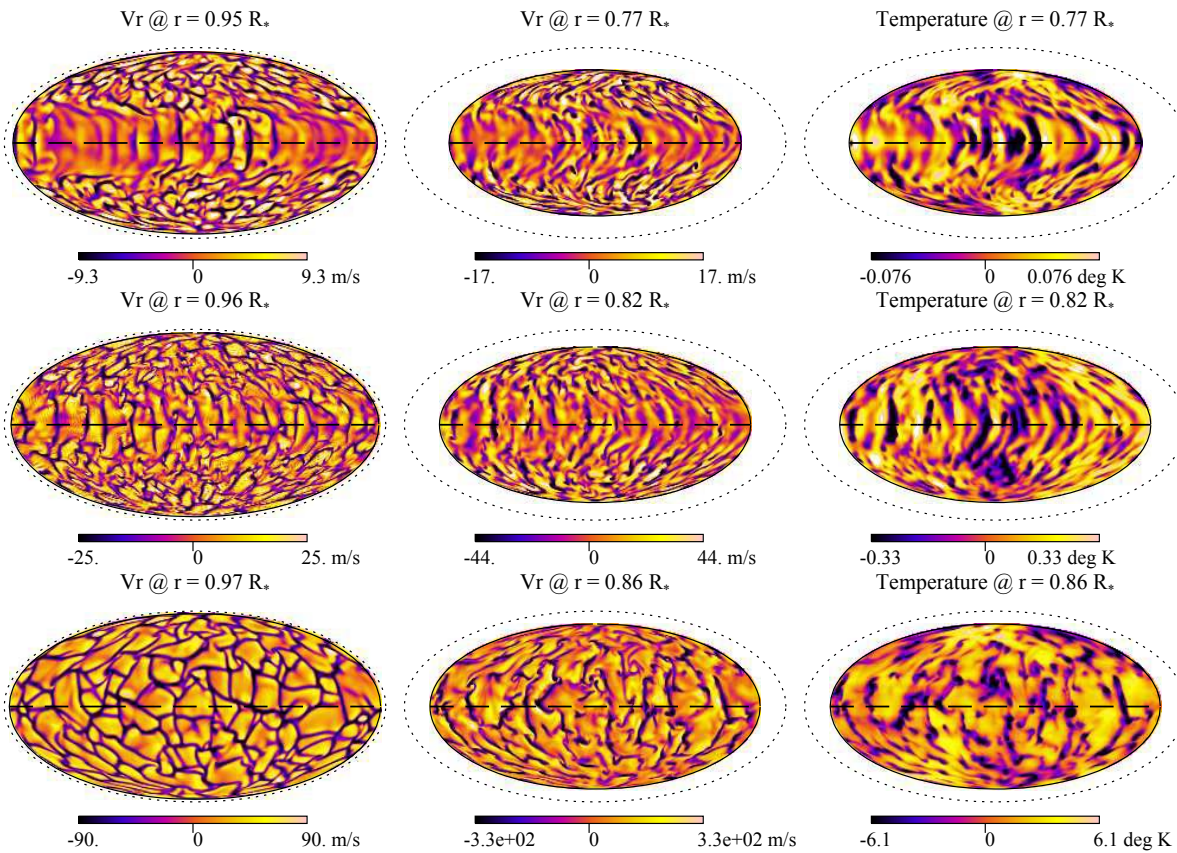 Vr @ r = 0.95 R*
Vr @ r = 0.77 R*
Temperature @ r = 0.77 R*
-9.3 0 9.3 m/s
-17. 0 17. m/s
-0.076 0 0.076 deg K
Vr @ r = 0.96 R*
Vr @ r = 0.82 R*
Temperature @ r = 0.82 R*
-25. 0 25. m/s
-44. 0 44. m/s
-0.33 0 0.33 deg K
Vr @ r = 0.97 R*
Vr @ r = 0.86 R*
Temperature @ r = 0.86 R*
-90. 0 90. m/s
-3.3e+02 0 3.3e+02 m/s
-6.1 0 6.1 deg K